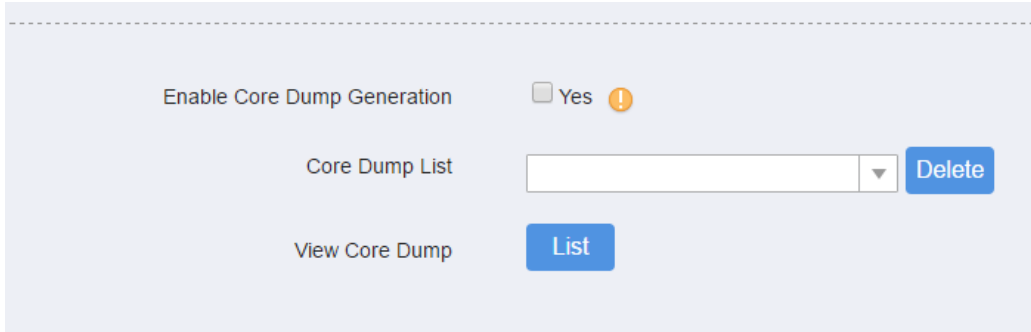 Enable Core Dump Generation Yes
Core Dump List Delete
View Core Dump List